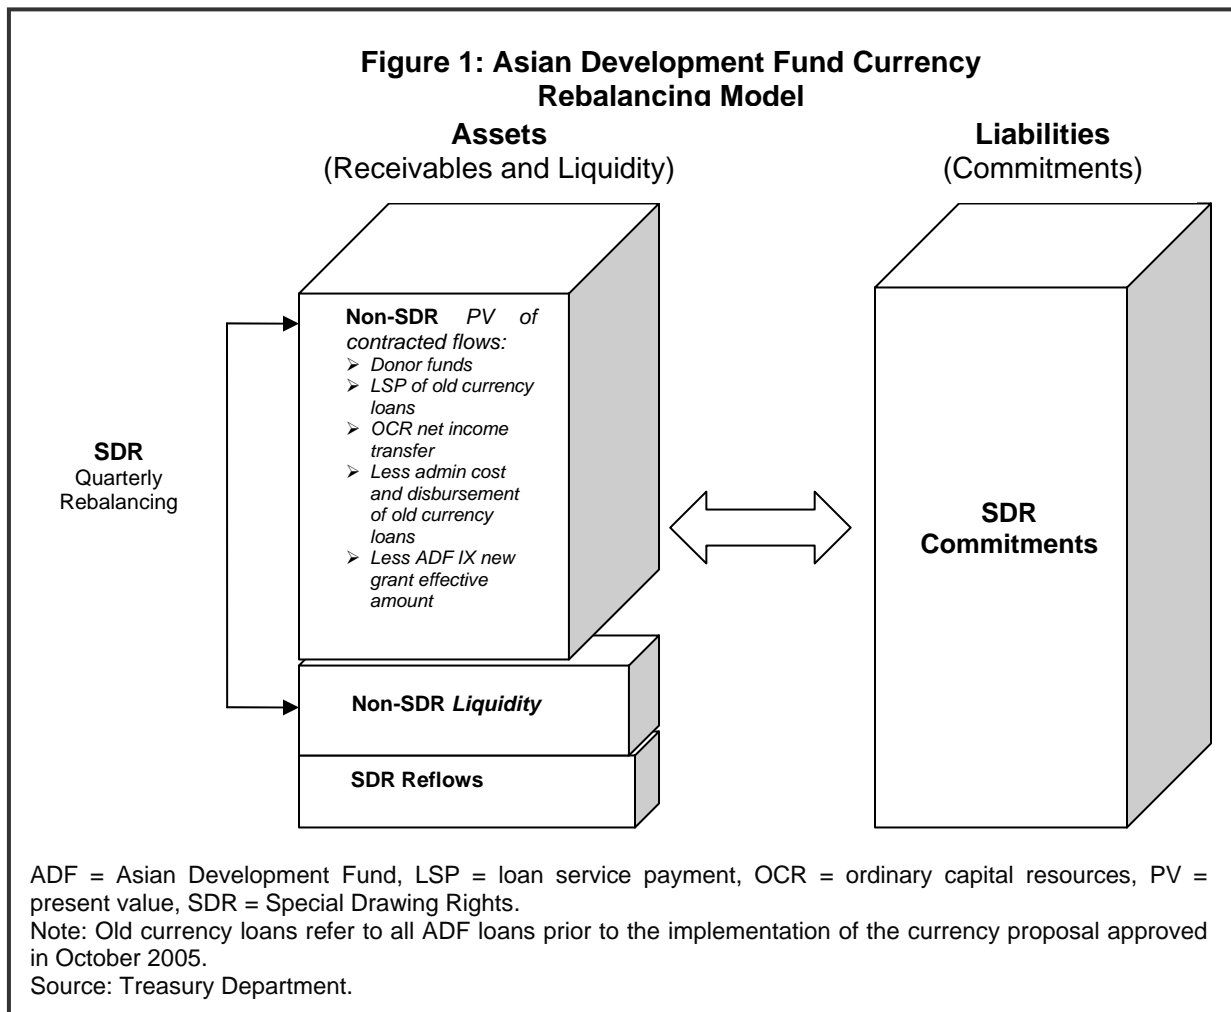 Figure 1: Asian Development Fund Currency
Rebalancing Model
Assets
(Receivables and Liquidity)
Liabilities
(Commitments)
Non-SDR PV of
contracted flows:
➢ Donor funds
➢ LSP of old currency
loans
➢ OCR net income
transfer
➢ Less admin cost
and disbursement
of old currency
loans
➢ Less ADF IX new
grant effective
amount
SDR
Quarterly
Rebalancing
SDR
Commitments
Non-SDR Liquidity
SDR Reflows
ADF = Asian Development Fund, LSP = loan service payment, OCR = ordinary capital resources, PV =
present value, SDR = Special Drawing Rights.
Note: Old currency loans refer to all ADF loans prior to the implementation of the currency proposal approved
in October 2005.
Source: Treasury Department.